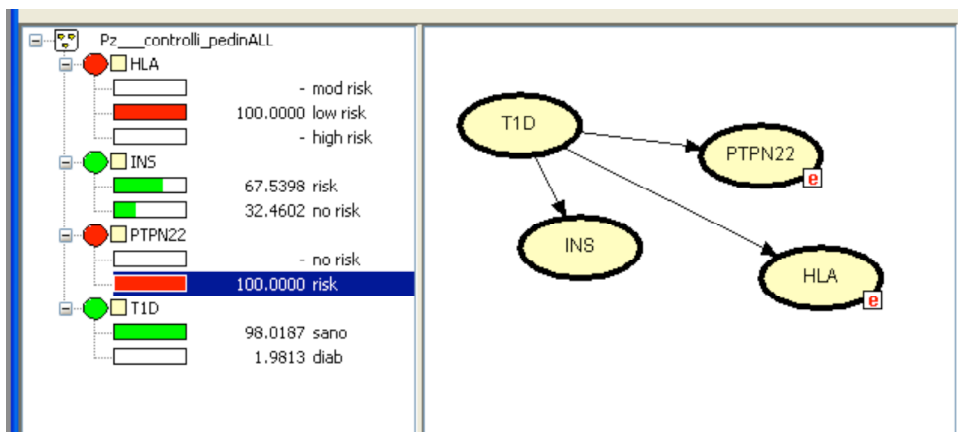 Pz___controlli_pedinALL
HLA
- mod risk
100.0000 low risk
- high risk
INS
67.5398 risk
32.4602 no risk
PTPN22
- no risk
100.0000 risk
T1D
98.0187 sano
1.9813 diab
T1D
PTPN22
e
INS
HLA
e